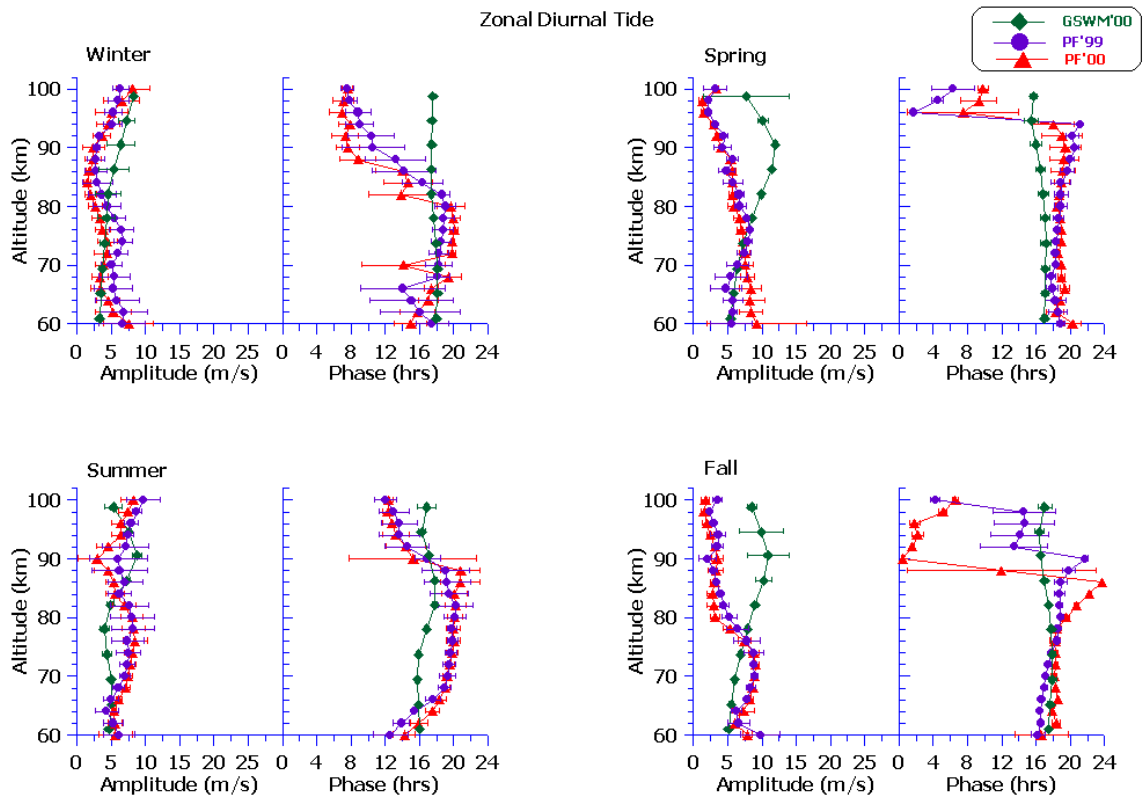 Zonal Diurnal Tide
GSWM'00
PF'99
PF'00
Winter
Altitude (km)
100
90
80
70
60
0 5 10 15 20 25 30
Amplitude (m/s)
0 4 8 12 16 20 24
Phase (hrs)
Spring
Altitude (km)
100
90
80
70
60
0 5 10 15 20 25 30
Amplitude (m/s)
0 4 8 12 16 20 24
Phase (hrs)
Summer
Altitude (km)
100
90
80
70
60
0 5 10 15 20 25 30
Amplitude (m/s)
0 4 8 12 16 20 24
Phase (hrs)
Fall
Altitude (km)
100
90
80
70
60
0 5 10 15 20 25 30
Amplitude (m/s)
0 4 8 12 16 20 24
Phase (hrs)